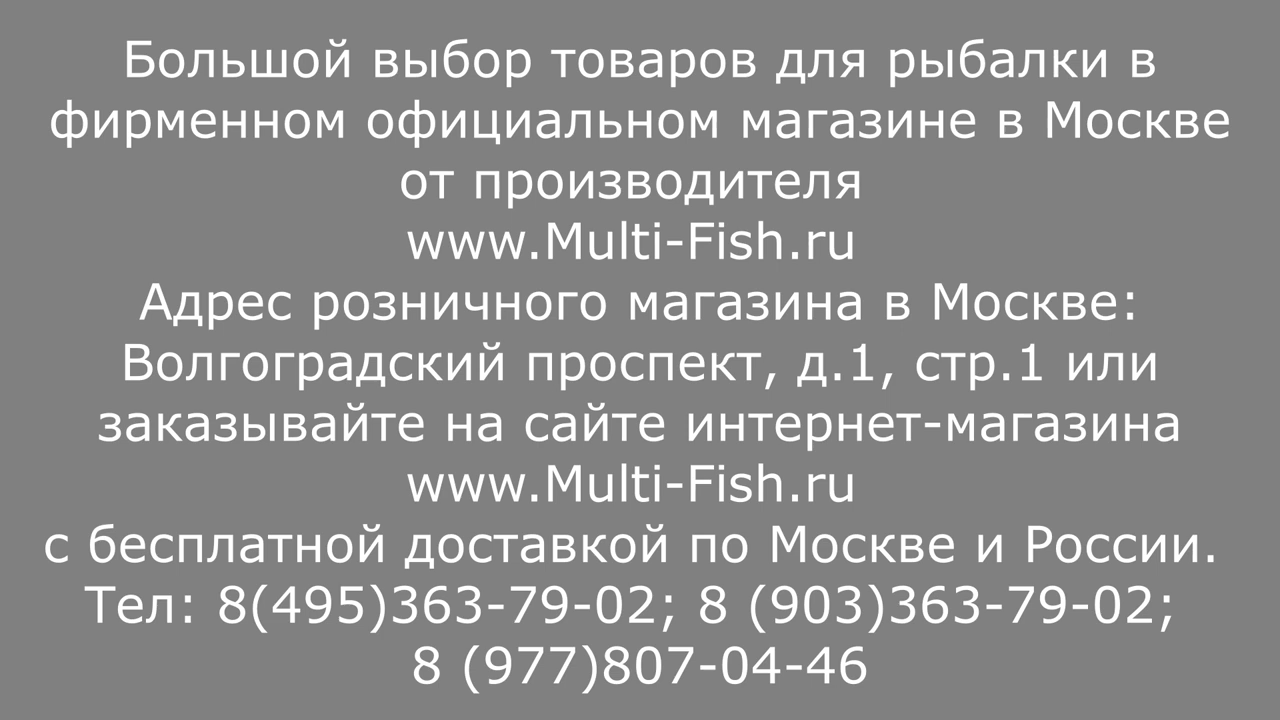 Большой выбор товаров для рыбалки в
фирменном официальном магазине в Москве
от производителя
www.Multi-Fish.ru
Адрес розничного магазина в Москве:
Волгоградский проспект, д.1, стр.1 или
заказывайте на сайте интернет-магазина
www.Multi-Fish.ru
с бесплатной доставкой по Москве и России.
Тел: 8(495)363-79-02; 8 (903)363-79-02;
8 (977)807-04-46